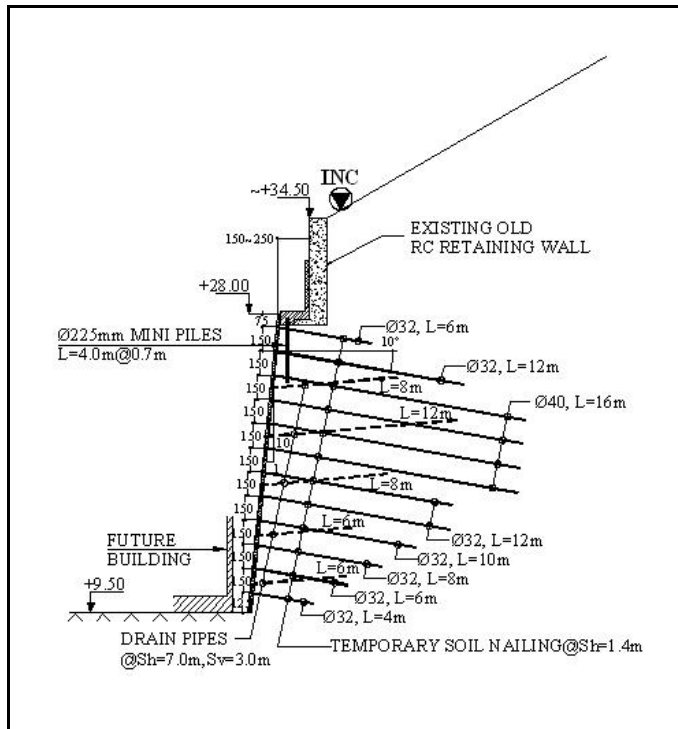 INC
~+34.50
150~250
EXISTING OLD
RC RETAINING WALL
+28.00
75
Ø225mm MINI PILES
L=4.0m@0.7m
Ø32, L=6m
10°
150
150
Ø32, L=12m
L=8m
150
Ø40, L=16m
L=12m
150
150
10
1
150
L=8m
150
150
Ø32, L=12m
L=6m
150
Ø32, L=10m
FUTURE
BUILDING
150
L=6m
Ø32, L=8m
150
+9.50
150
Ø32, L=6m
Ø32, L=4m
DRAIN PIPES
@Sh=7.0m,Sv=3.0m
TEMPORARY SOIL NAILING@Sh=1.4m